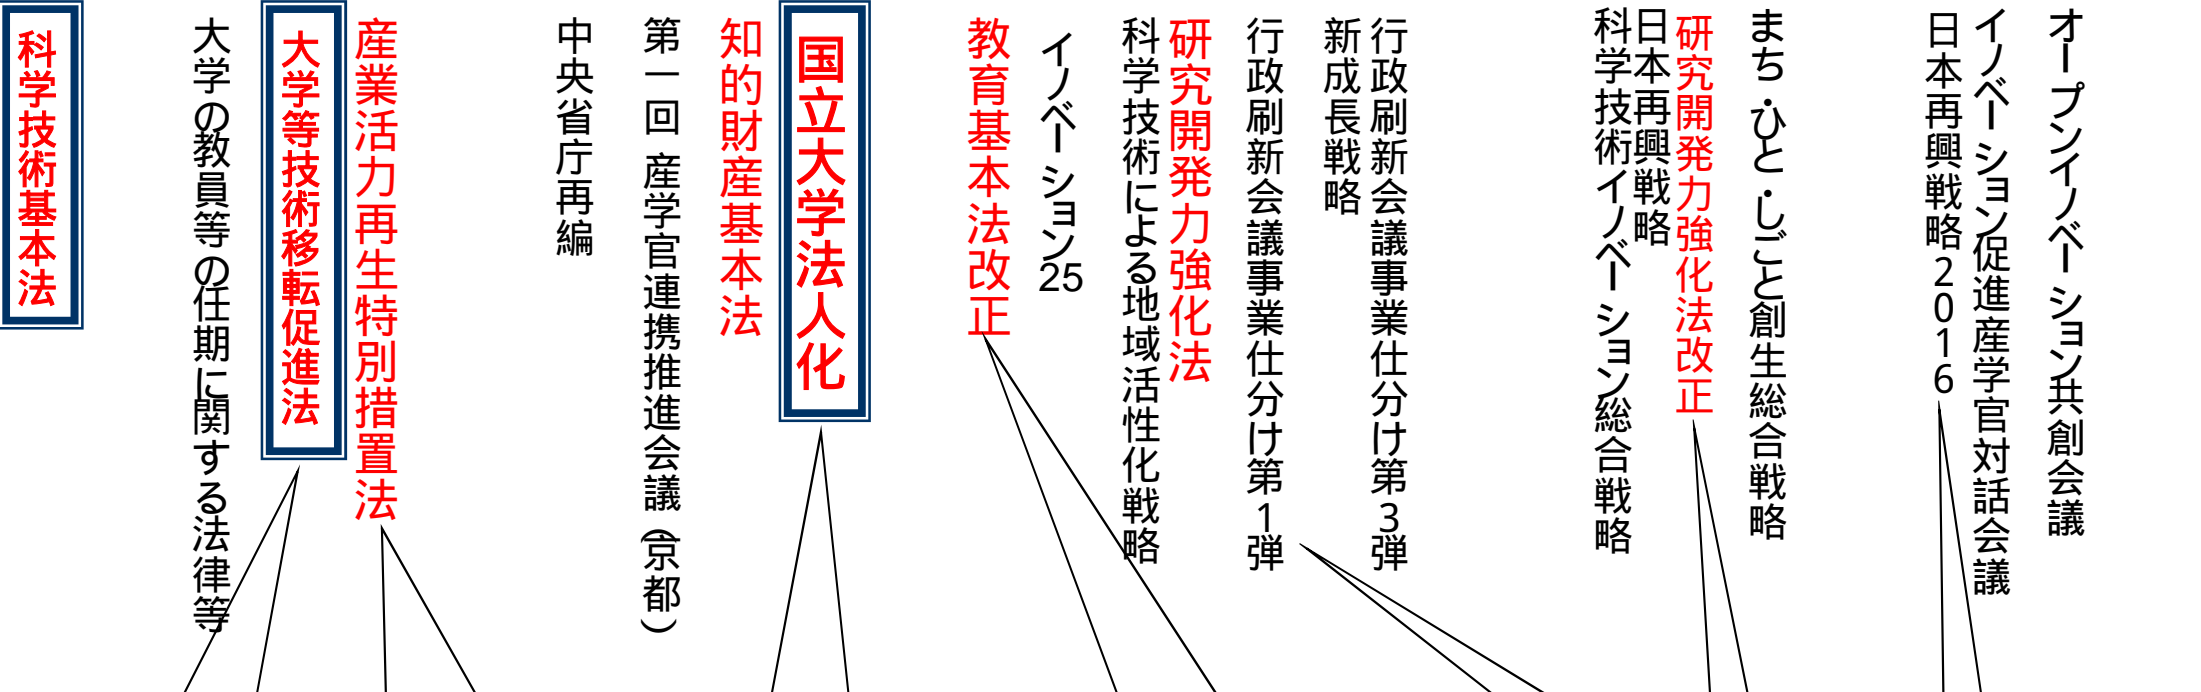 科学技術基本法
大学の教員等の任期に関する法律等
大学等技術移転促進法
産業活力再生特別措置法
中央省庁再編
第一回 産学官連携推進会議（京都）
知的財産基本法
国立大学法人化
教育基本法改正
イノベーション25
科学技術による地域活性化戦略
研究開発力強化法
行政刷新会議事業仕分け第1弾
新成長戦略
行政刷新会議事業仕分け第3弾
科学技術イノベーション総合戦略
日本再興戦略
研究開発力強化法改正
まち・ひと・しごと創生総合戦略
日本再興戦略2016
イノベーション促進産学官対話会議
オープンイノベーション共創会議